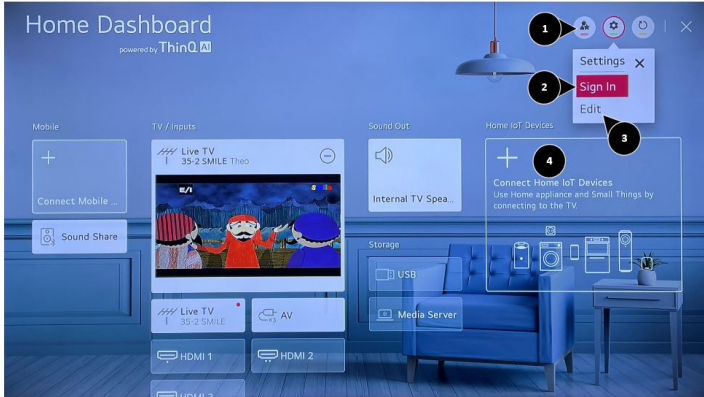 Home Dashboard
powered by ThinQ AI
1
Settings
2
Sign In
Edit
3
Mobile
TV / Inputs
Sound Out
Home IoT Devices
Live TV
35-2 SMILE Theo
4
Connect Mobile ...
E/I
Internal TV Spea...
Connect Home IoT Devices
Use Home appliance and Small Things by
connecting to the TV.
Sound Share
Storage
USB
Live TV
35-2 SMILE
AV
Media Server
HDMI 1
HDMI 2
HDMI 3